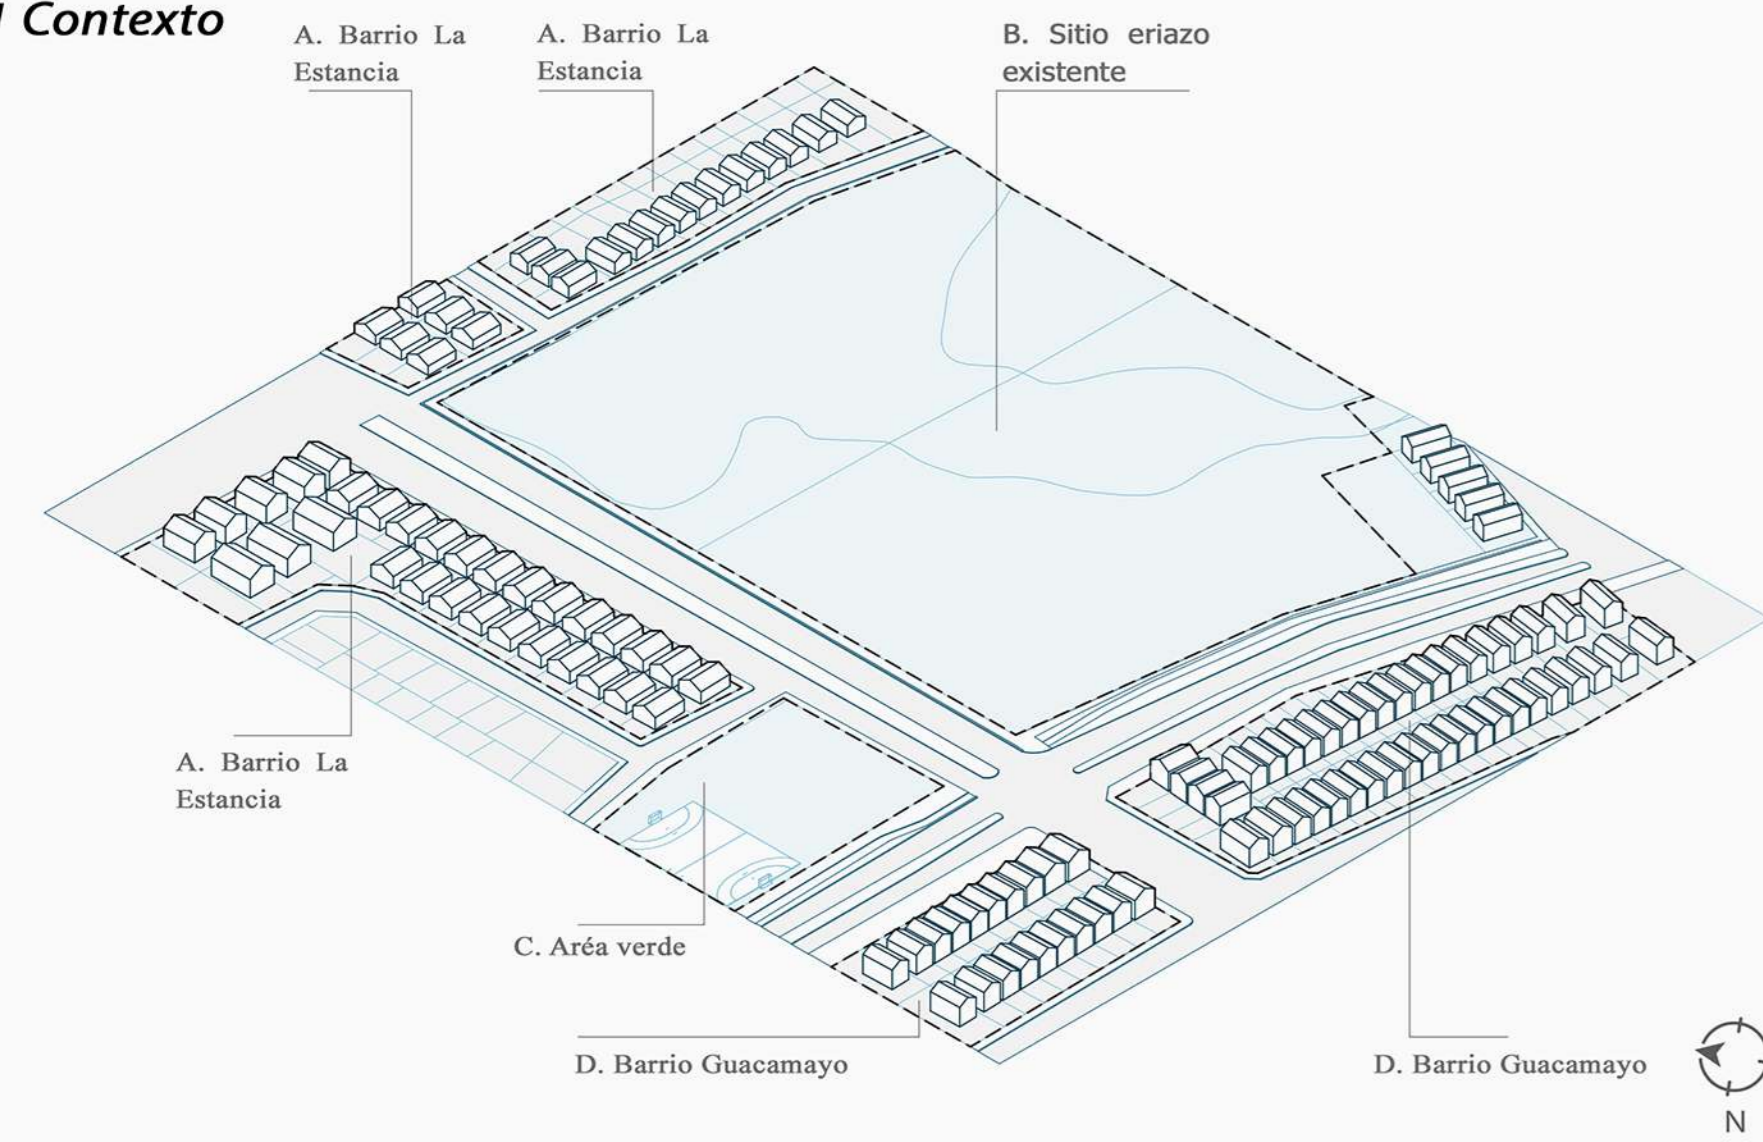 Contexto
A. Barrio La
Estancia
A. Barrio La
Estancia
B. Sitio eriazo
existente
A. Barrio La
Estancia
C. Aréa verde
D. Barrio Guacamayo
D. Barrio Guacamayo
N